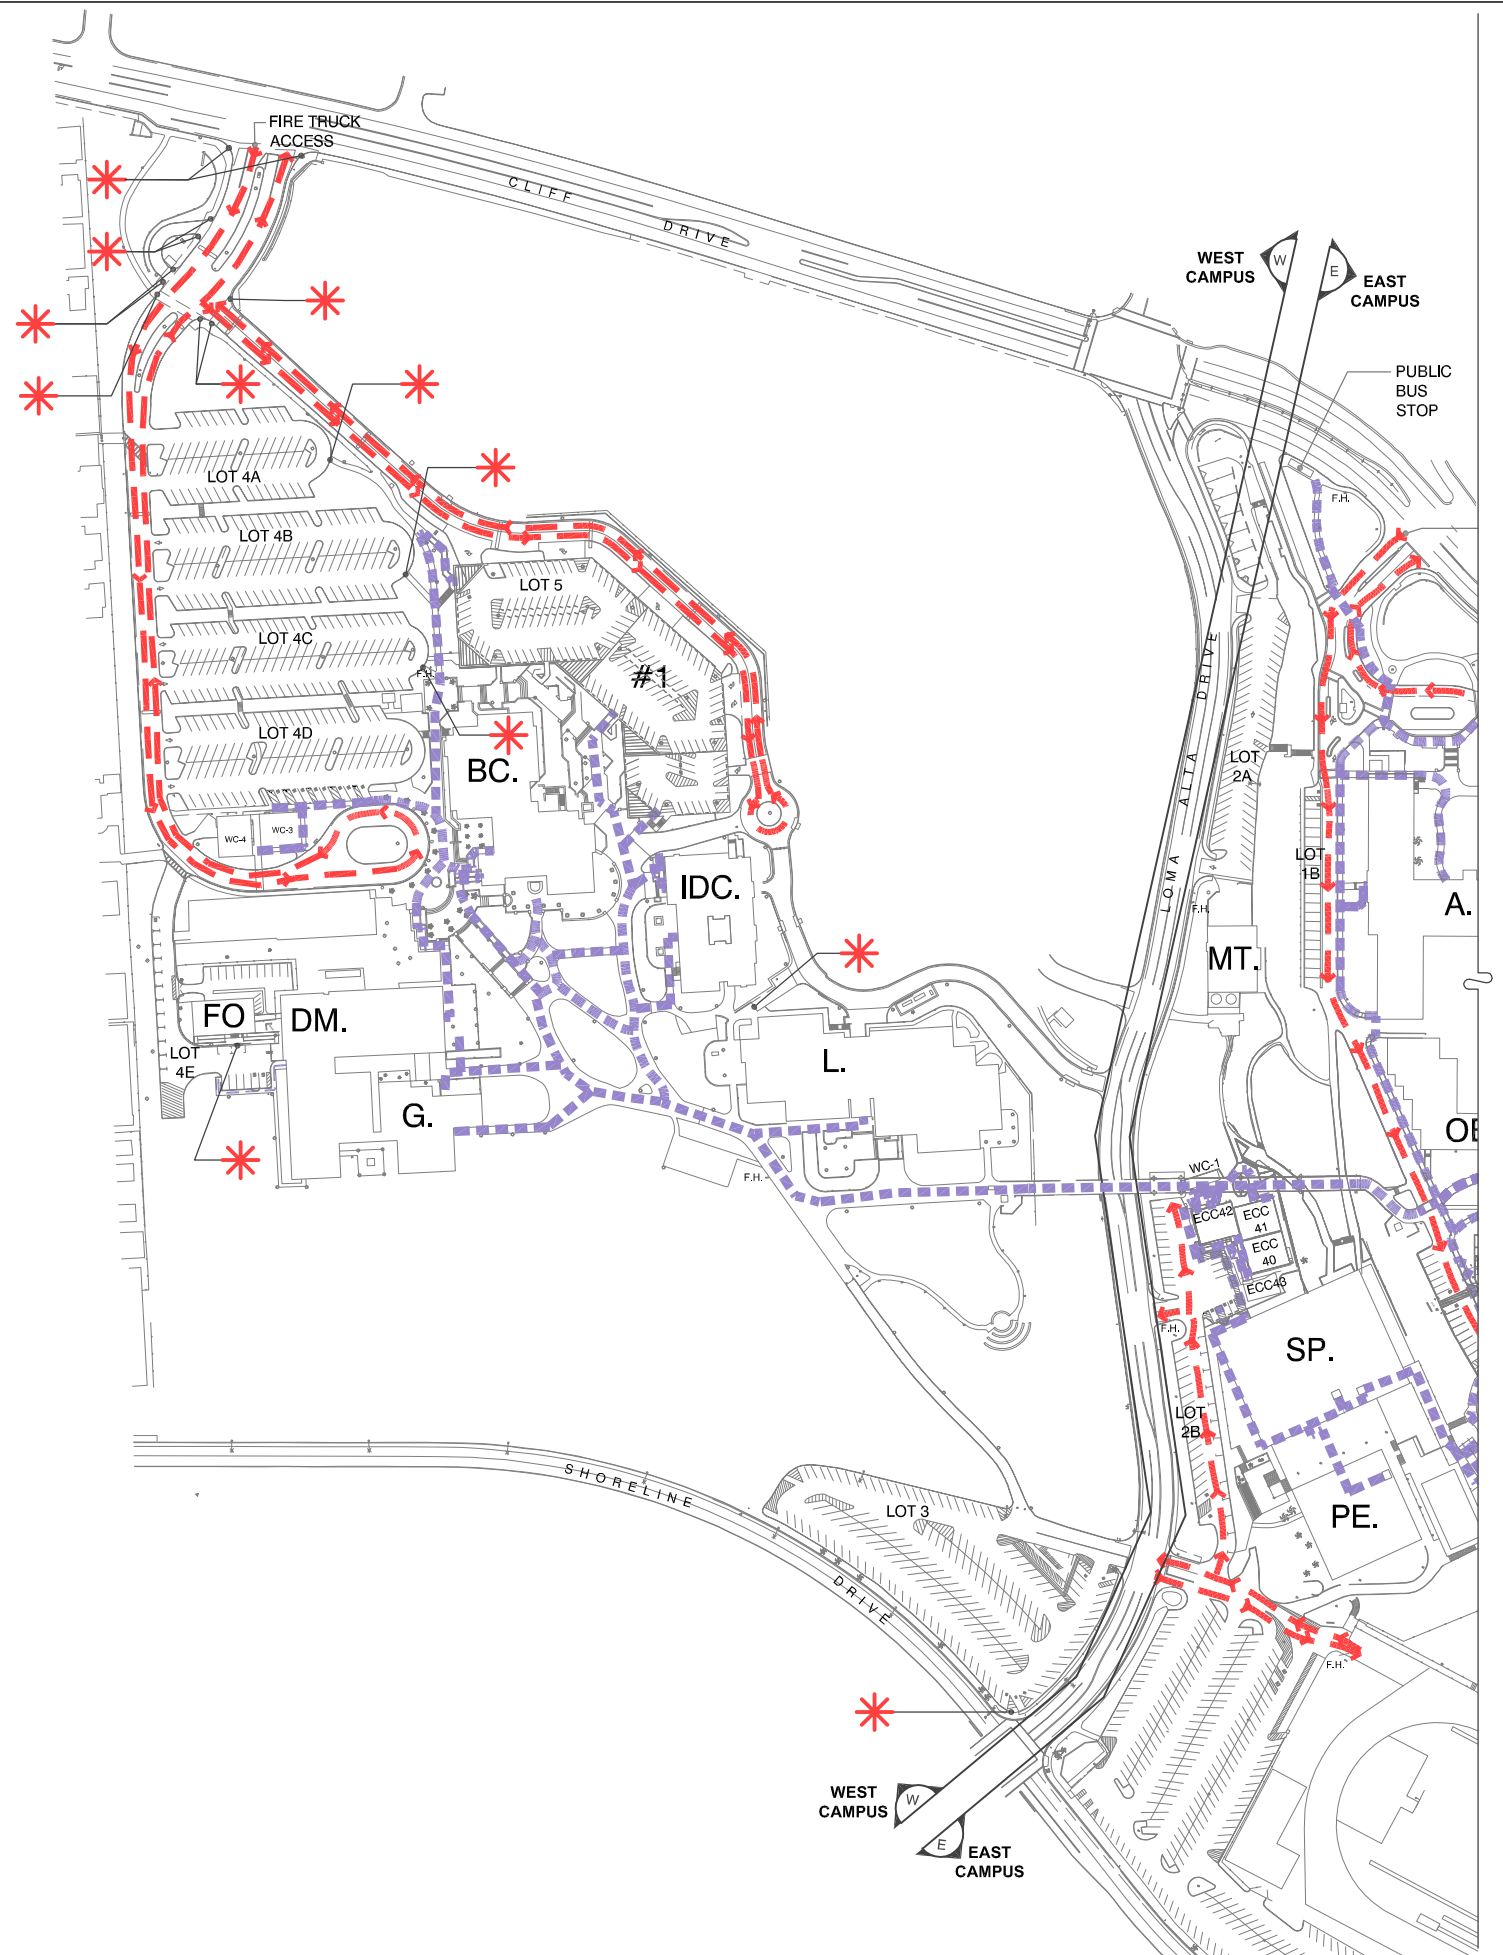 FIRE TRUCK
ACCESS
CLIFF
DRIVE
WEST
CAMPUS
W
E
EAST
CAMPUS
PUBLIC
BUS
STOP
F.H.
LOT 4A
LOT 4B
LOT 5
LOT 4C
#1
F.H.
LOT 4D
BC.
LOMA ALTA DRIVE
LOT
2A
WC-4
WC-3
LOT
1B
IDC.
A.
F.H.
MT.
FO
DM.
LOT
4E
L.
G.
OE
F.H.
WC-1
ECC42
ECC
41
ECC
40
ECC43
F.H.
SP.
LOT
2B
SHORELINE
DRIVE
LOT 3
PE.
F.H.
WEST
CAMPUS
W
E
EAST
CAMPUS